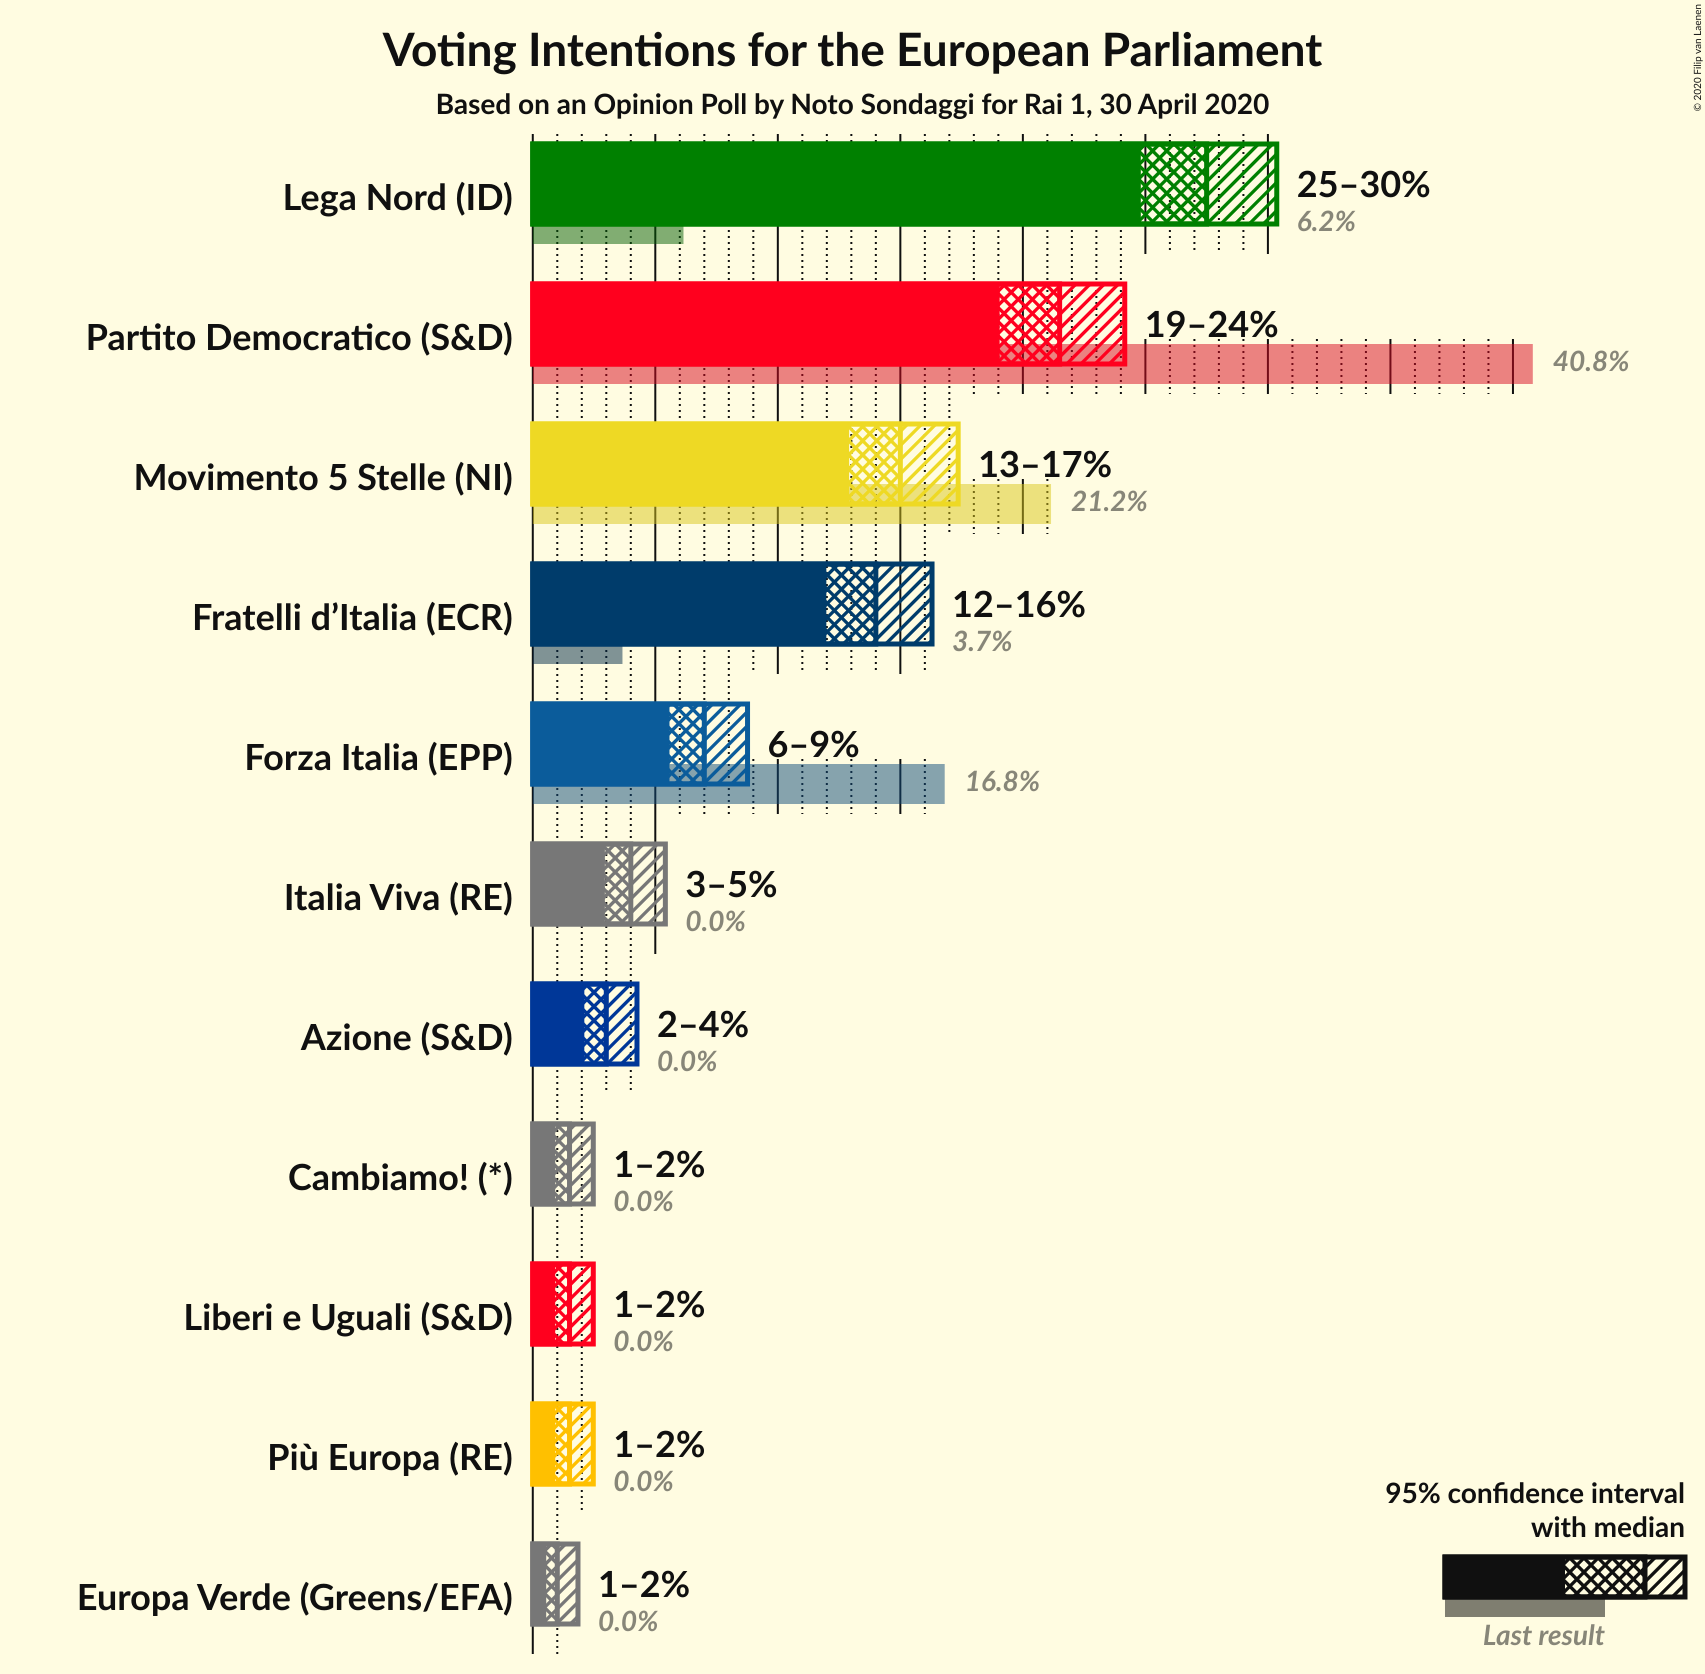 Voting Intentions for the European Parliament
Based on an Opinion Poll by Noto Sondaggi for Rai 1, 30 April 2020
© 2020 Filip van Laenen
Lega Nord (ID)
25–30%
6.2%
Partito Democratico (S&D)
19–24%
40.8%
Movimento 5 Stelle (NI)
13–17%
21.2%
Fratelli d’Italia (ECR)
12–16%
3.7%
Forza Italia (EPP)
6–9%
16.8%
Italia Viva (RE)
3–5%
0.0%
Azione (S&D)
2–4%
0.0%
Cambiamo! (*)
1–2%
0.0%
Liberi e Uguali (S&D)
1–2%
0.0%
Più Europa (RE)
1–2%
0.0%
Europa Verde (Greens/EFA)
1–2%
0.0%
95% confidence interval
with median
Last result